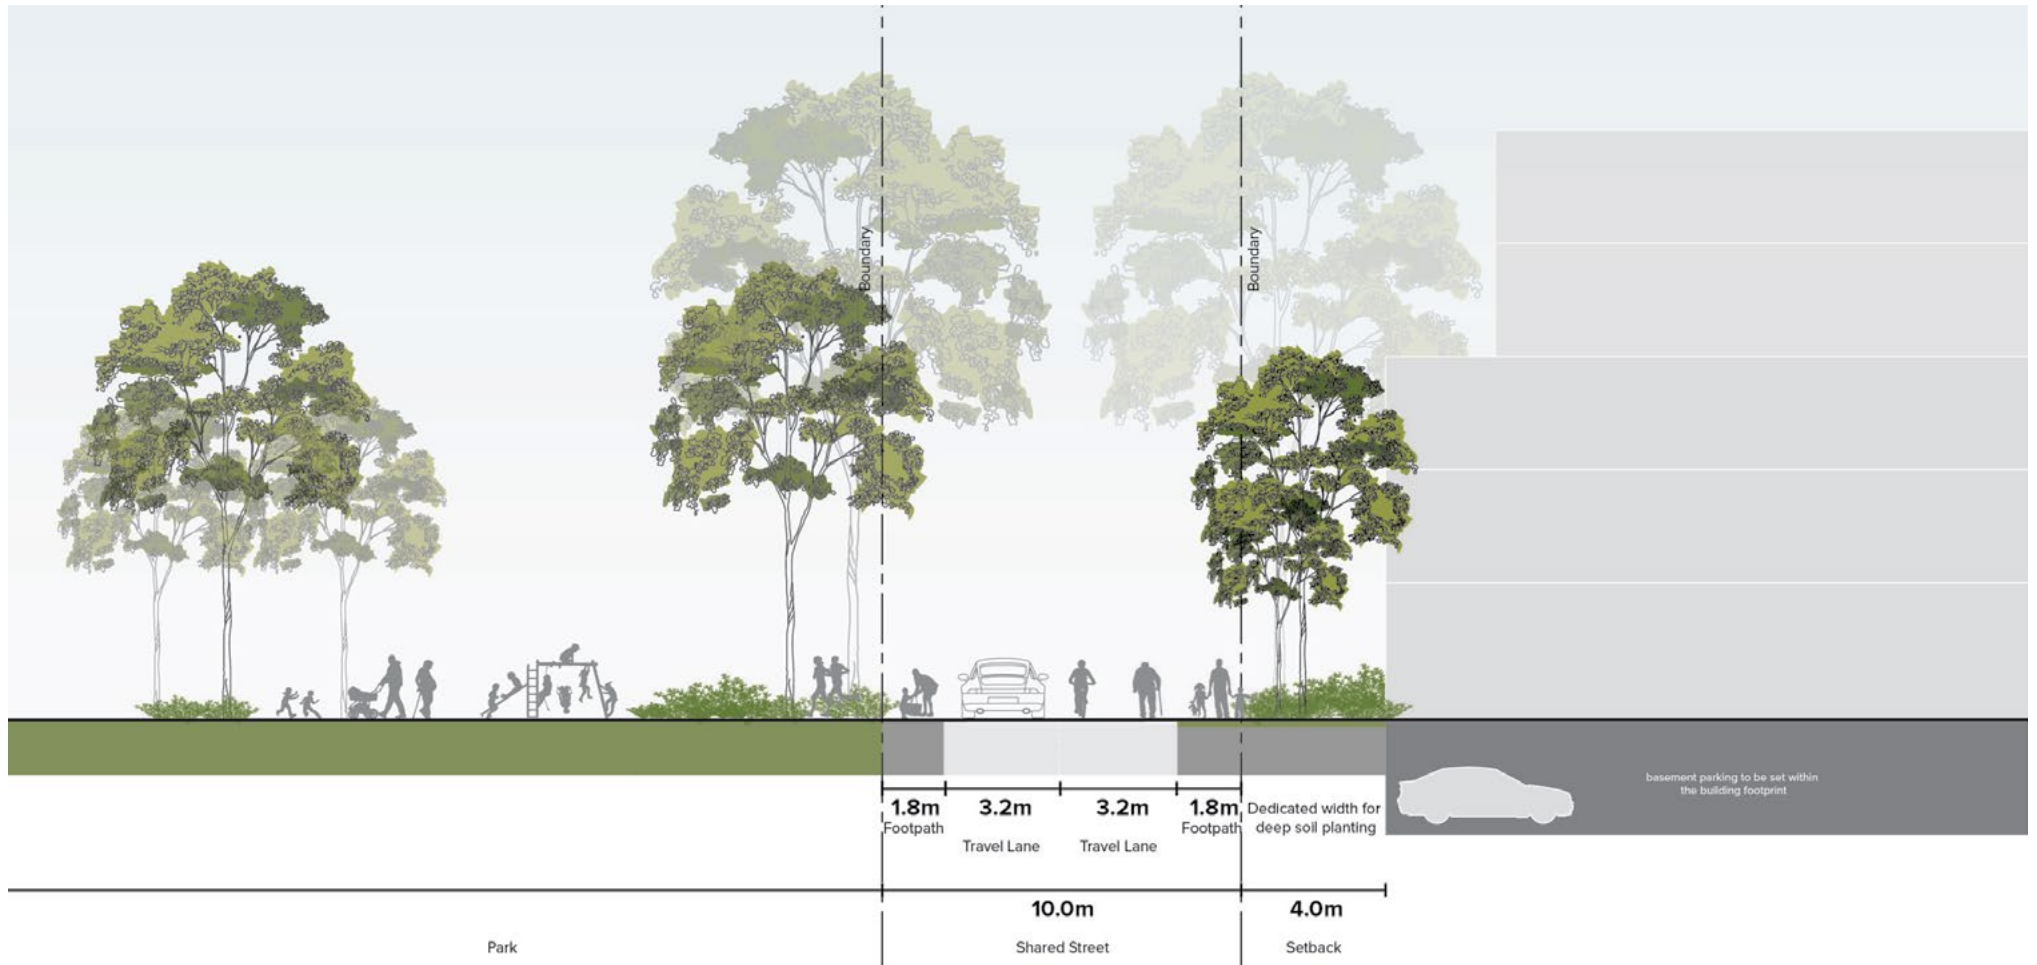 Boundary
Boundary
basement parking to be set within
the building footprint
1.8m
Footpath
3.2m
Travel Lane
3.2m
Travel Lane
1.8m
Footpath
Dedicated width for
deep soil planting
10.0m
4.0m
Park
Shared Street
Setback